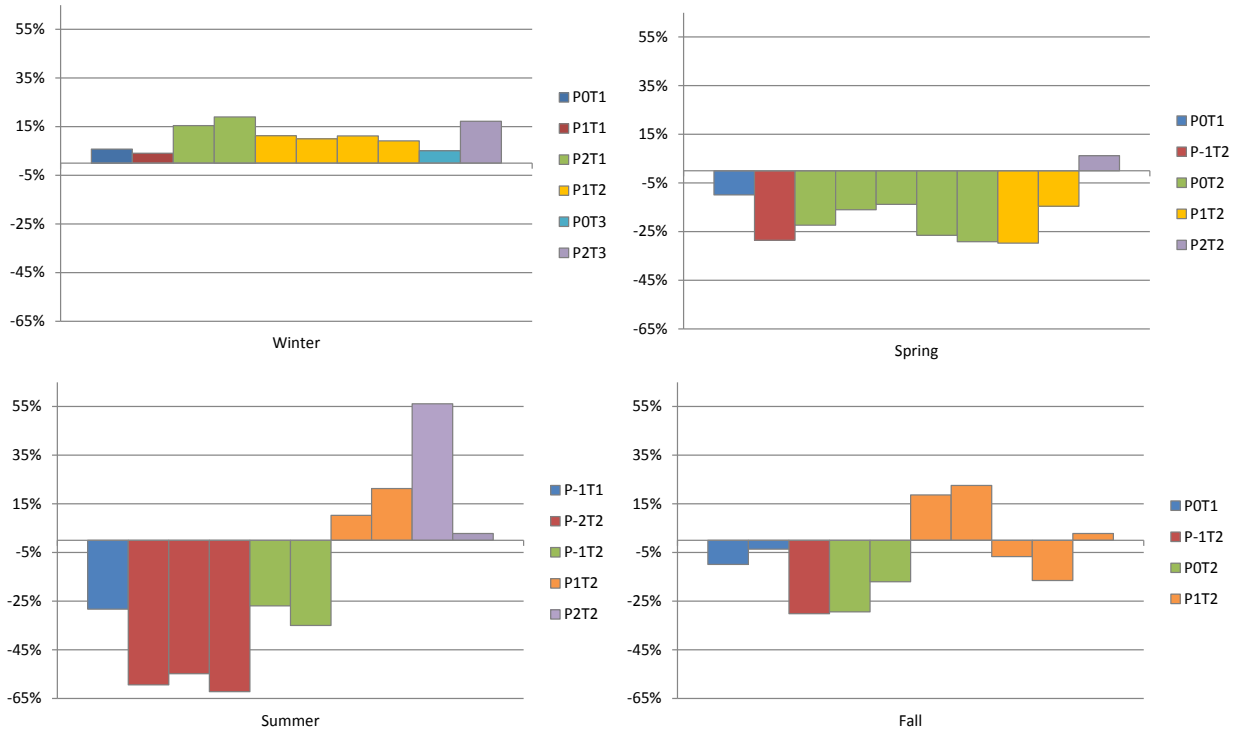 55%
35%
15%
-5%
-25%
-45%
-65%
Winter
P0T1
P1T1
P2T1
P1T2
P0T3
P2T3
55%
35%
15%
-5%
-25%
-45%
-65%
Spring
P0T1
P-1T2
P0T2
P1T2
P2T2
55%
35%
15%
-5%
-25%
-45%
-65%
Summer
P-1T1
P-2T2
P-1T2
P1T2
P2T2
55%
35%
15%
-5%
-25%
-45%
-65%
Fall
P0T1
P-1T2
P0T2
P1T2